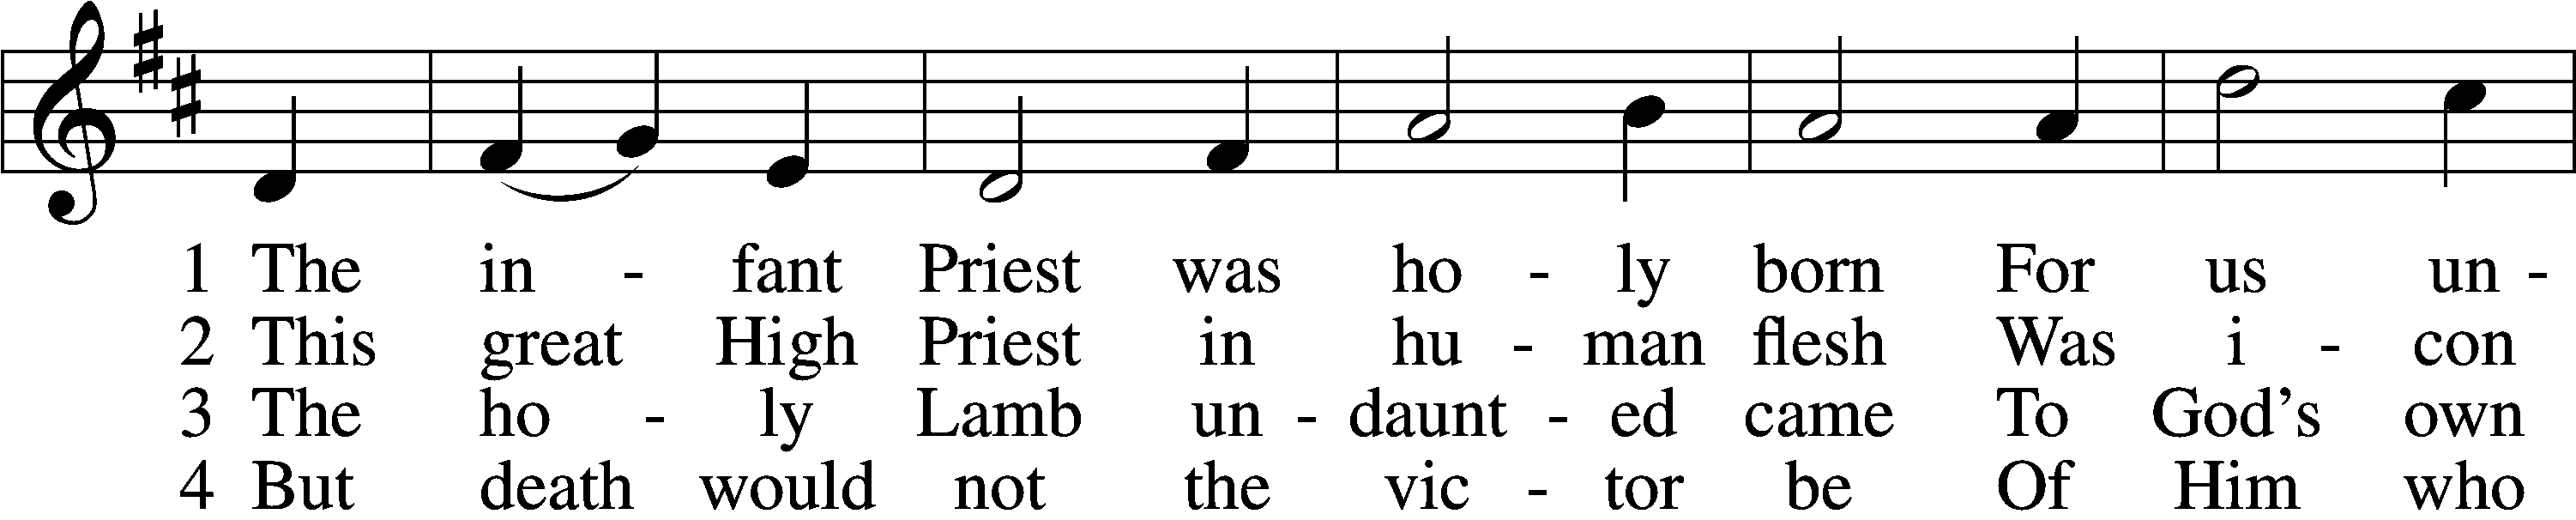 1 The in - fant Priest was ho - ly born For us un -
2 This great High Priest in hu - man flesh Was i - con
3 The ho - ly Lamb un - daunt - ed came To God's own
4 But death would not the vic - tor be Of Him who